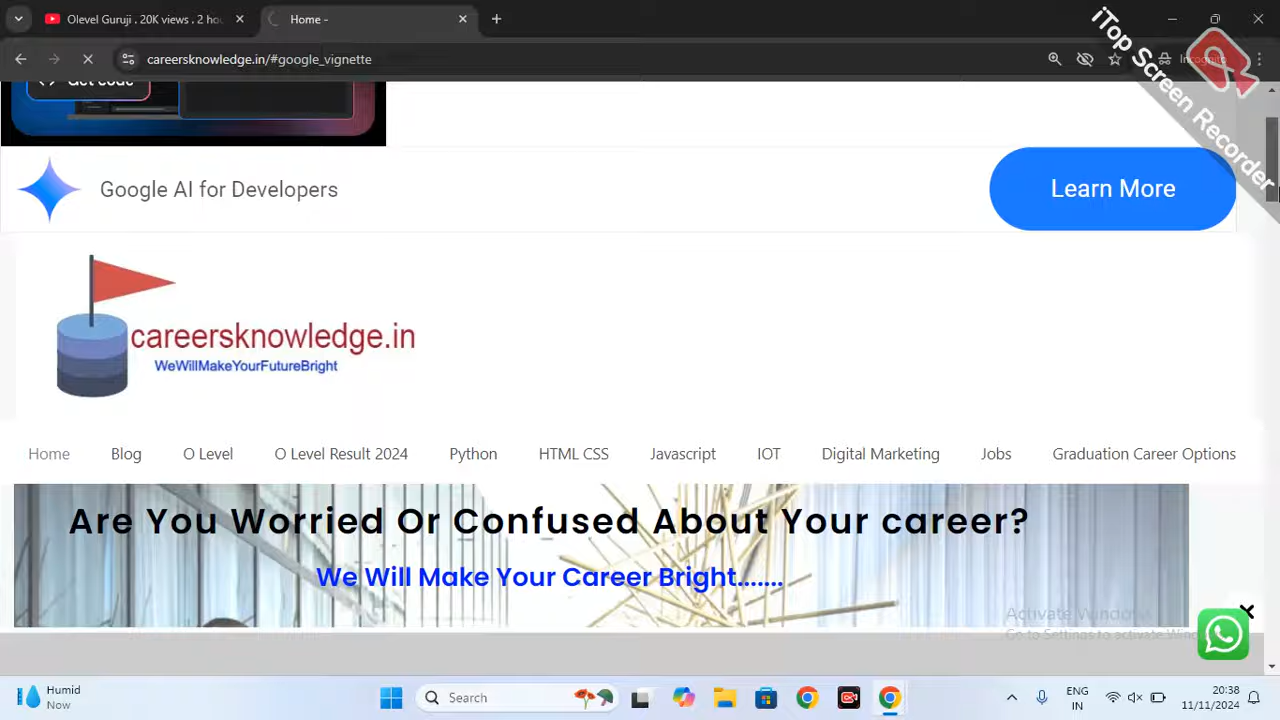 Olevel Guruji . 20K views . 2 hou
Home -
careersknowledge.in/#google_vignette
Incognito
iTop Screen Recorder
Get code
Google AI for Developers
Learn More
careersknowledge.in
WeWillMakeYourFutureBright
Home Blog O Level O Level Result 2024 Python HTML CSS Javascript IOT Digital Marketing Jobs Graduation Career Options
Are You Worried Or Confused About Your career?
We Will Make Your Career Bright.......
Activate Windows
Go to Settings to activate
Humid
Now
Search
ENG
IN
20:38
11/11/2024